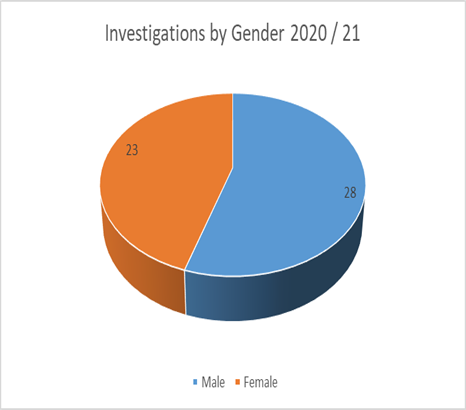 Investigations by Gender 2020 / 21
23
28
Male Female